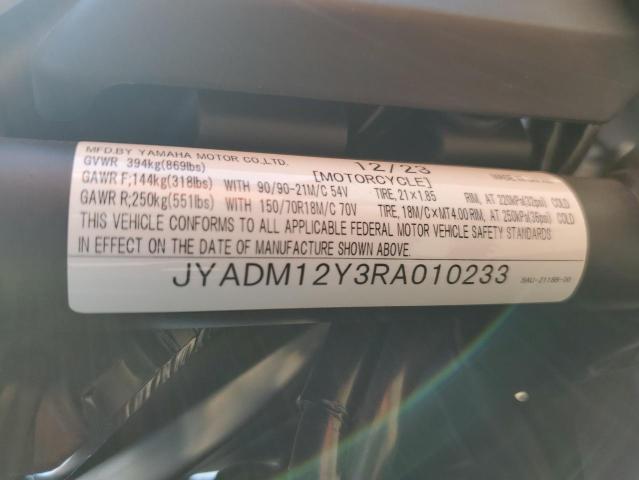 MFD.BY YAMAHA MOTOR CO.,LTD. 12/23
GVWR 394kg(869lbs) [MOTORCYCLE]
GAWR F;144kg(318lbs) WITH 90/90-21M/C 54V TIRE, 21×1.85 RIM, AT 220kPa(32psi) COLD
GAWR R;250kg(551lbs) WITH 150/70R18M/C 70V TIRE, 18M/C×MT4.00 RIM, AT 250kPa(36psi) COLD
THIS VEHICLE CONFORMS TO ALL APPLICABLE FEDERAL MOTOR VEHICLE SAFETY STANDARDS
IN EFFECT ON THE DATE OF MANUFACTURE SHOWN ABOVE.
JYADM12Y3RA010233